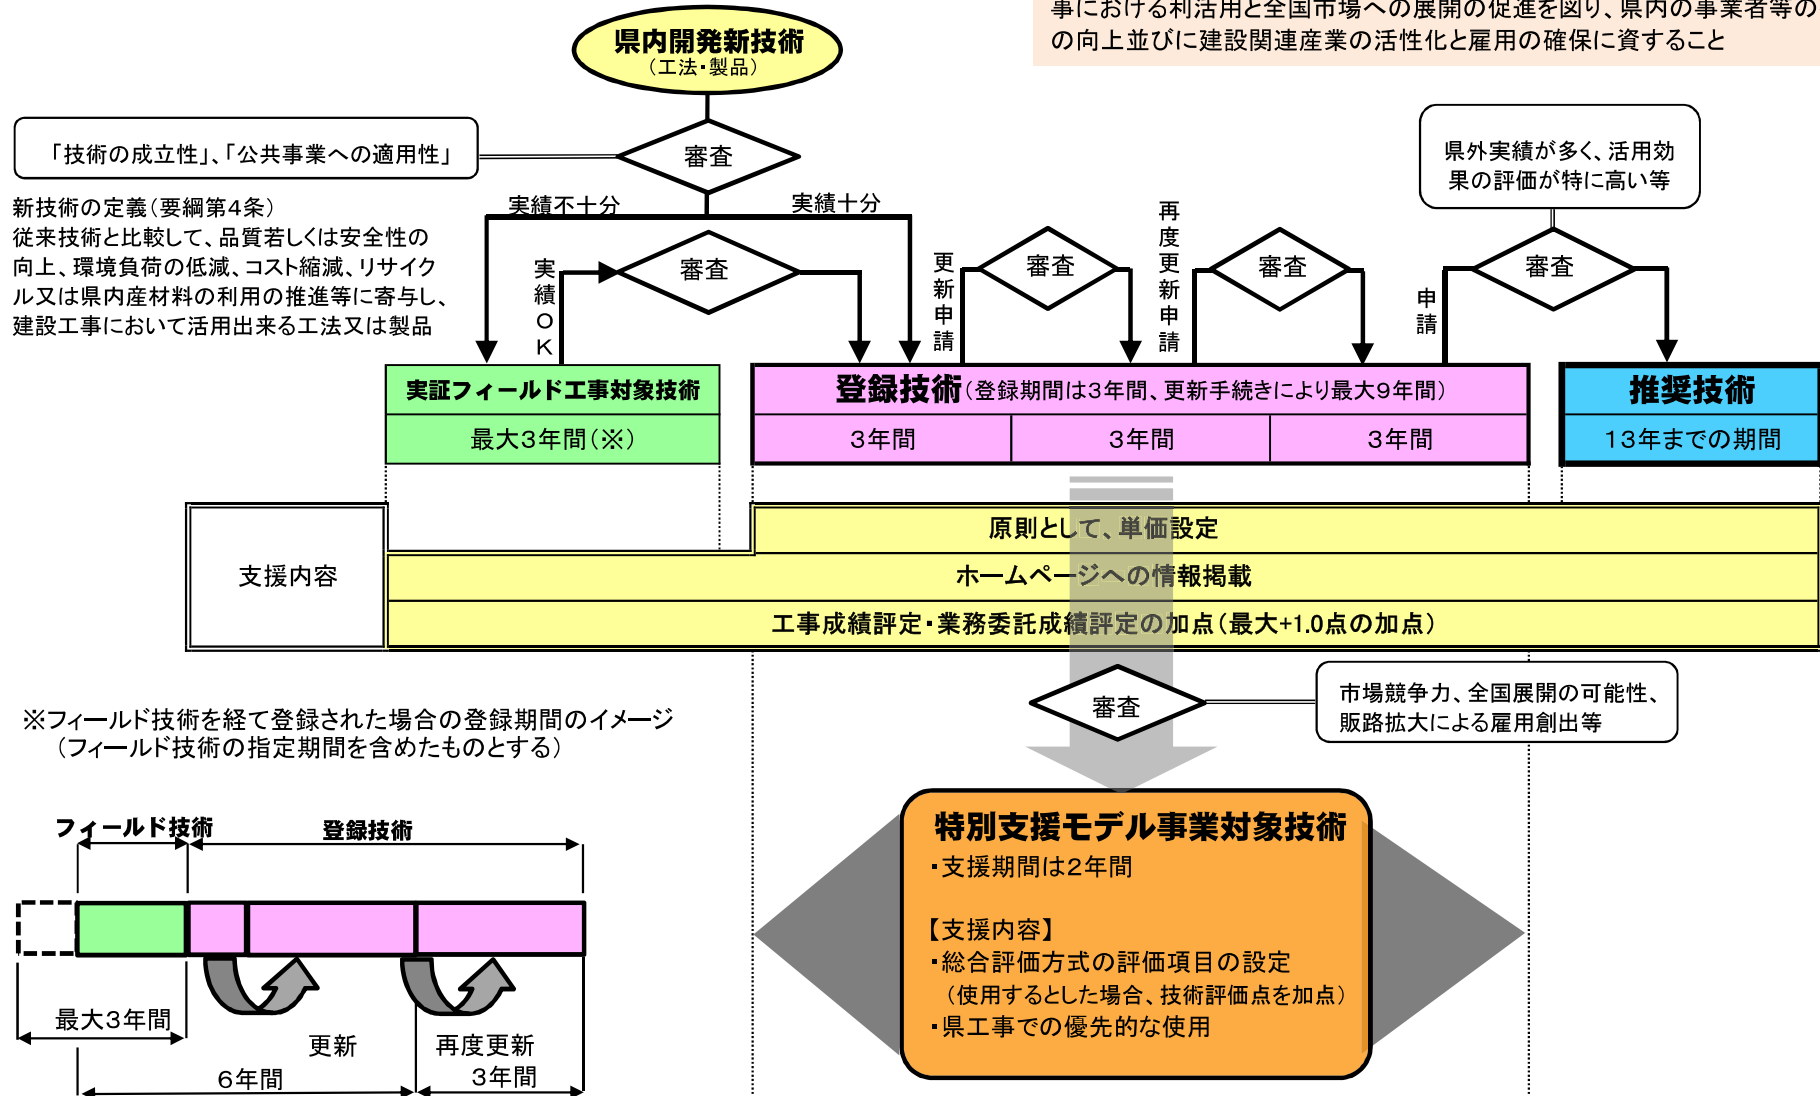 事における利活用と全国市場への展開の促進を図り、県内の事業者等の
の向上並びに建設関連産業の活性化と雇用の確保に資すること
県内開発新技術
（工法・製品）
「技術の成立性」、「公共事業への適用性」
審査
県外実績が多く、活用効
果の評価が特に高い等
新技術の定義（要綱第４条）
従来技術と比較して、品質若しくは安全性の
向上、環境負荷の低減、コスト縮減、リサイク
ル又は県内産材料の利用の推進等に寄与し、
建設工事において活用出来る工法又は製品
実績不十分
実績十分
実績ＯＫ
審査
更新申請
審査
再度更新申請
審査
申請
審査
実証フィールド工事対象技術
最大３年間（※）
登録技術（登録期間は３年間、更新手続きにより最大９年間）
３年間
３年間
３年間
推奨技術
１３年までの期間
支援内容
原則として、単価設定
ホームページへの情報掲載
工事成績評定・業務委託成績評定の加点（最大+1.0点の加点）
審査
市場競争力、全国展開の可能性、
販路拡大による雇用創出等
※フィールド技術を経て登録された場合の登録期間のイメージ
（フィールド技術の指定期間を含めたものとする）
フィールド技術
登録技術
最大３年間
更新
再度更新
６年間
３年間
特別支援モデル事業対象技術
・支援期間は２年間
【支援内容】
・総合評価方式の評価項目の設定
（使用するとした場合、技術評価点を加点）
・県工事での優先的な使用